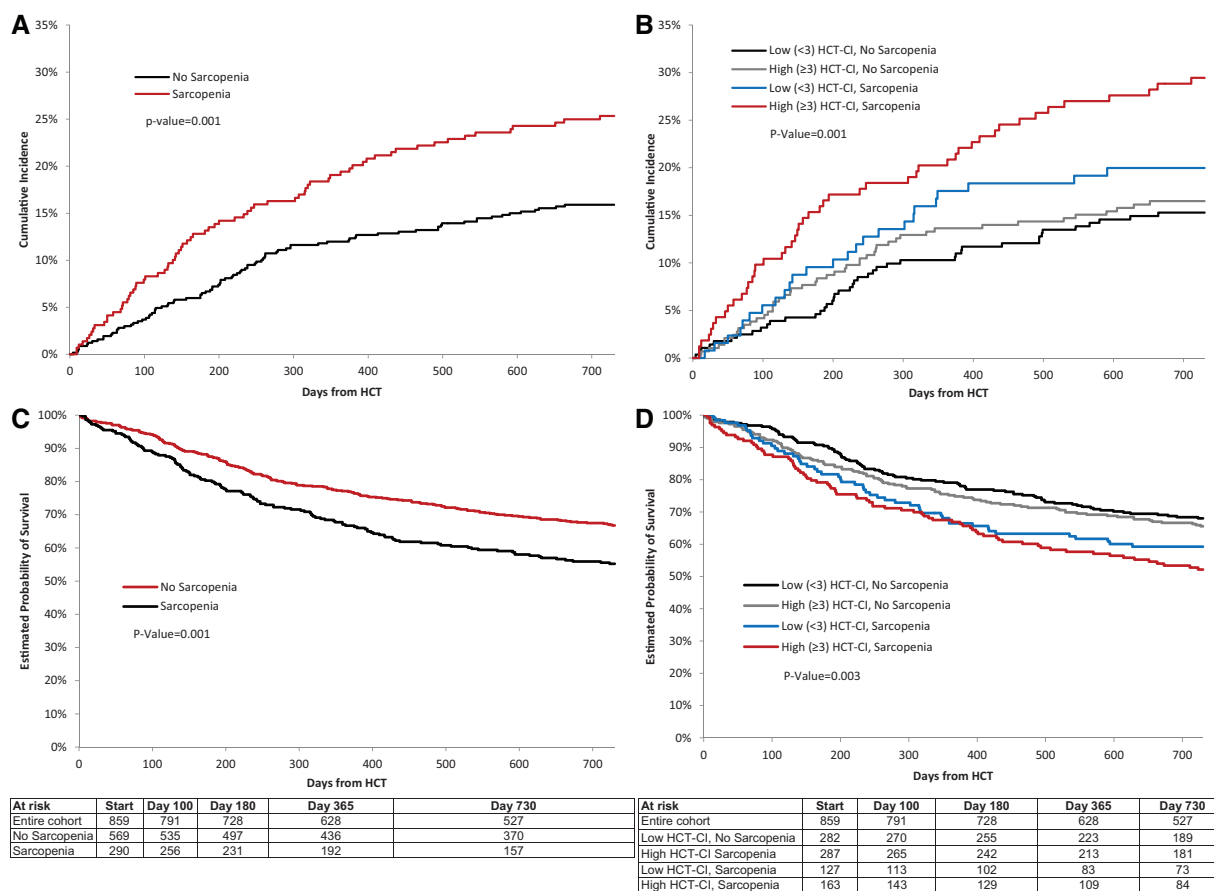 A
35%
30%
25%
20%
15%
10%
5%
0%
Cumulative Incidence
No Sarcopenia
Sarcopenia
p-value=0.001
0 100 200 300 400 500 600 700
Days from HCT
B
35%
30%
25%
20%
15%
10%
5%
0%
Cumulative Incidence
Low (<3) HCT-CI, No Sarcopenia
High (≥3) HCT-CI, No Sarcopenia
Low (<3) HCT-CI, Sarcopenia
High (≥3) HCT-CI, Sarcopenia
P-Value=0.001
0 100 200 300 400 500 600 700
Days from HCT
C
100%
90%
80%
70%
60%
50%
40%
30%
20%
10%
0%
Estimated Probability of Survival
No Sarcopenia
Sarcopenia
P-Value=0.001
0 100 200 300 400 500 600 700
Days from HCT
D
100%
90%
80%
70%
60%
50%
40%
30%
20%
10%
0%
Estimated Probability of Survival
Low (<3) HCT-CI, No Sarcopenia
High (≥3) HCT-CI, No Sarcopenia
Low (<3) HCT-CI, Sarcopenia
High (≥3) HCT-CI, Sarcopenia
P-Value=0.003
0 100 200 300 400 500 600 700
Days from HCT
At risk Start Day 100 Day 180 Day 365 Day 730
Entire cohort 859 791 728 628 527
No Sarcopenia 569 535 497 436 370
Sarcopenia 290 256 231 192 157
At risk Start Day 100 Day 180 Day 365 Day 730
Entire cohort 859 791 728 628 527
Low HCT-CI, No Sarcopenia 282 270 255 223 189
High HCT-CI Sarcopenia 287 265 242 213 181
Low HCT-CI, Sarcopenia 127 113 102 83 73
High HCT-CI, Sarcopenia 163 143 129 109 84